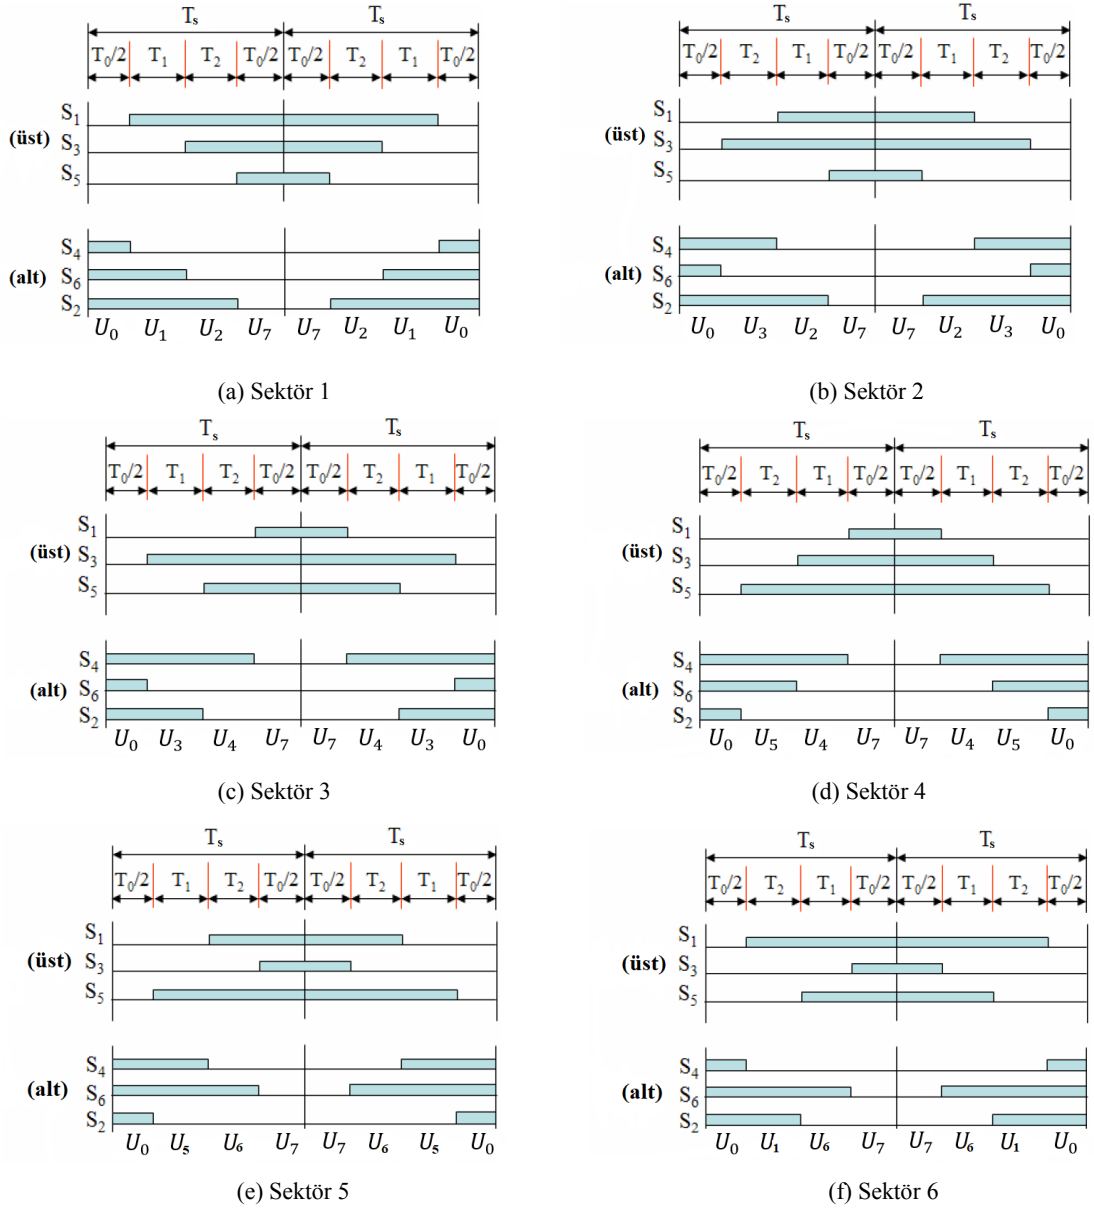 Tₛ Tₛ
T₀/2 T₁ T₂ T₀/2 T₀/2 T₂ T₁ T₀/2
S₁
(üst) S₃
S₅
S₄
(alt) S₆
S₂
U₀ U₁ U₂ U₇ U₇ U₂ U₁ U₀
(a) Sektör 1
Tₛ Tₛ
T₀/2 T₂ T₁ T₀/2 T₀/2 T₁ T₂ T₀/2
S₁
(üst) S₃
S₅
S₄
(alt) S₆
S₂
U₀ U₃ U₂ U₇ U₇ U₂ U₃ U₀
(b) Sektör 2
Tₛ Tₛ
T₀/2 T₁ T₂ T₀/2 T₀/2 T₂ T₁ T₀/2
S₁
(üst) S₃
S₅
S₄
(alt) S₆
S₂
U₀ U₃ U₄ U₇ U₇ U₄ U₃ U₀
(c) Sektör 3
Tₛ Tₛ
T₀/2 T₂ T₁ T₀/2 T₀/2 T₁ T₂ T₀/2
S₁
(üst) S₃
S₅
S₄
(alt) S₆
S₂
U₀ U₅ U₄ U₇ U₇ U₄ U₅ U₀
(d) Sektör 4
Tₛ Tₛ
T₀/2 T₁ T₂ T₀/2 T₀/2 T₂ T₁ T₀/2
S₁
(üst) S₃
S₅
S₄
(alt) S₆
S₂
U₀ U₅ U₆ U₇ U₇ U₆ U₅ U₀
(e) Sektör 5
Tₛ Tₛ
T₀/2 T₂ T₁ T₀/2 T₀/2 T₁ T₂ T₀/2
S₁
(üst) S₃
S₅
S₄
(alt) S₆
S₂
U₀ U₁ U₆ U₇ U₇ U₆ U₁ U₀
(f) Sektör 6